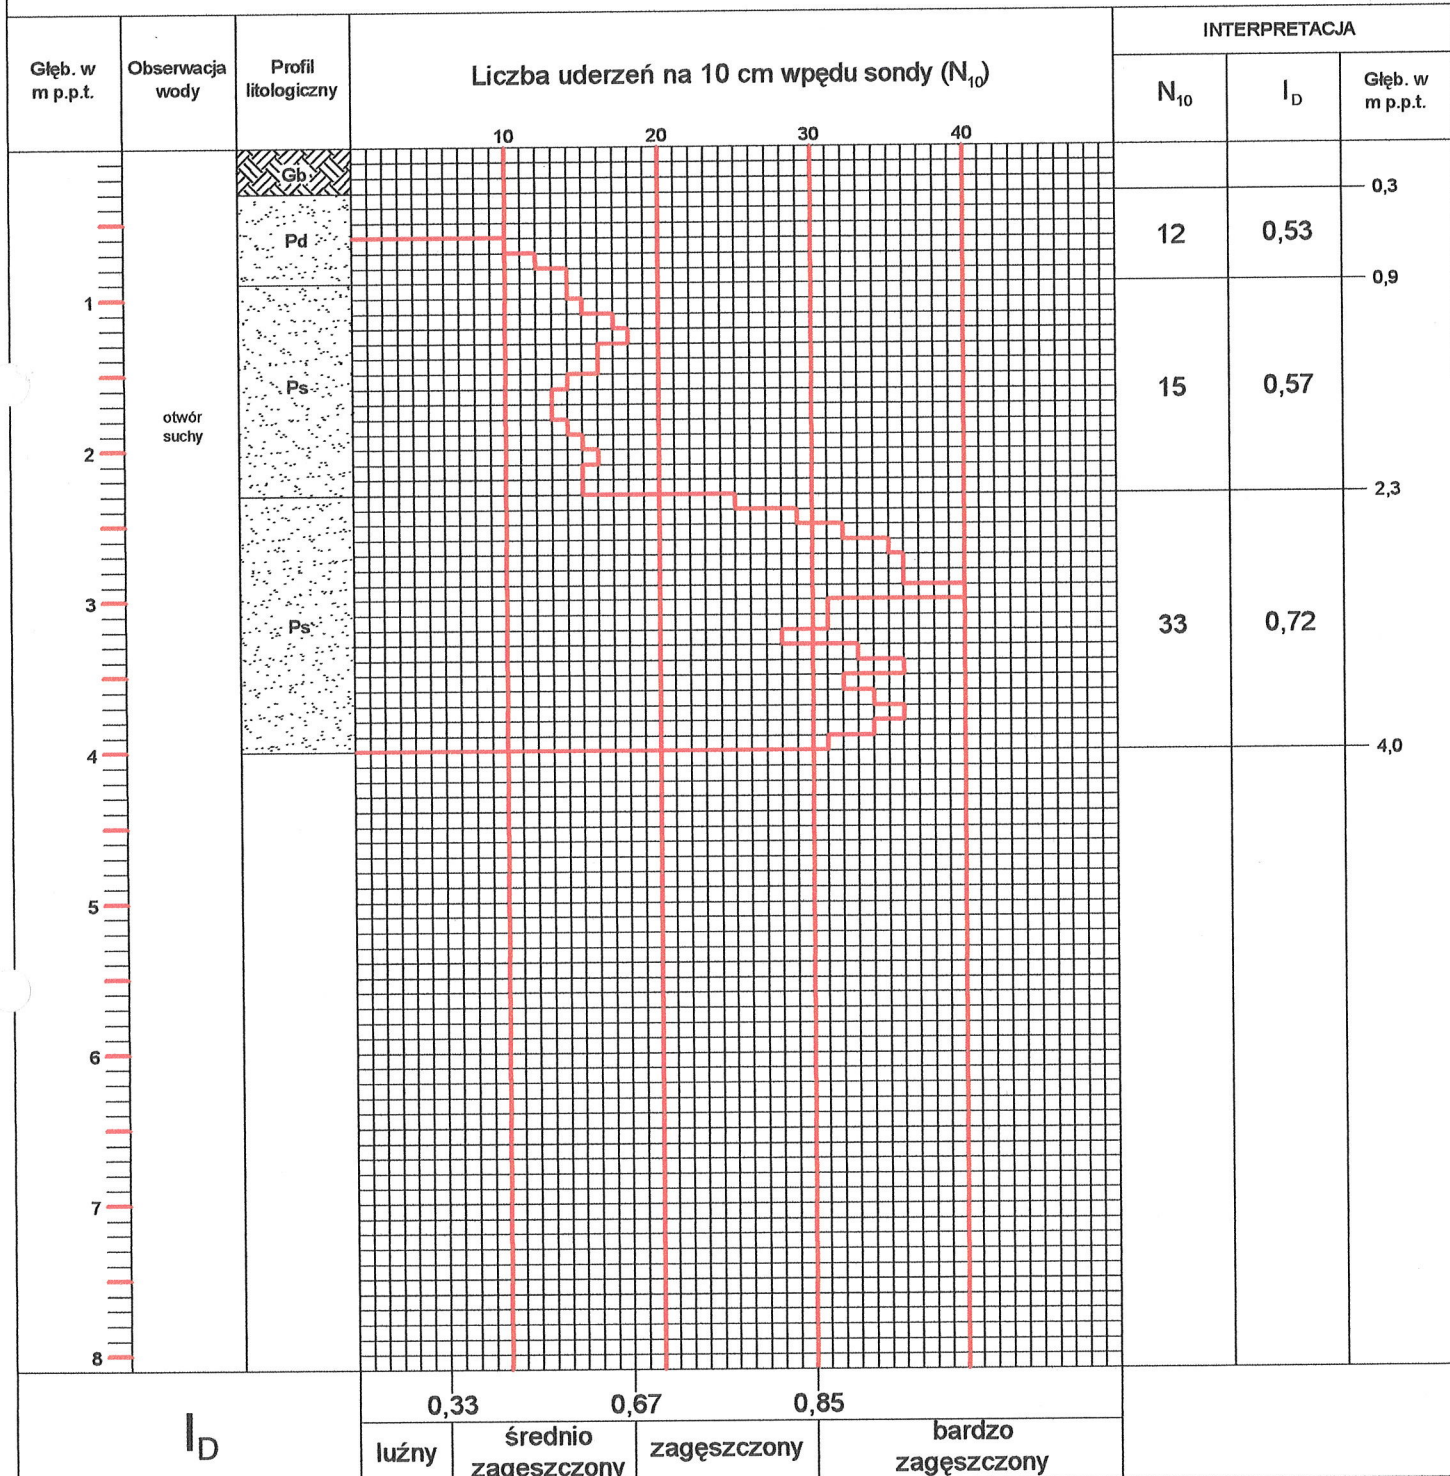 INTERPRETACJA
Głęb. w
m p.p.t.
Obserwacja
wody
Profil
litologiczny
Liczba uderzeń na 10 cm wpędu sondy (N10)
N10
ID
Głęb. w
m p.p.t.
10 20 30 40
Gb
0,3
Pd
12 0,53
0,9
1
Ps
15 0,57
otwór
suchy
2
2,3
3
Ps
33 0,72
4
4,0
5
6
7
8
0,33 0,67 0,85
ID
luźny
średnio
zagęszczony
zagęszczony
bardzo
zagęszczony